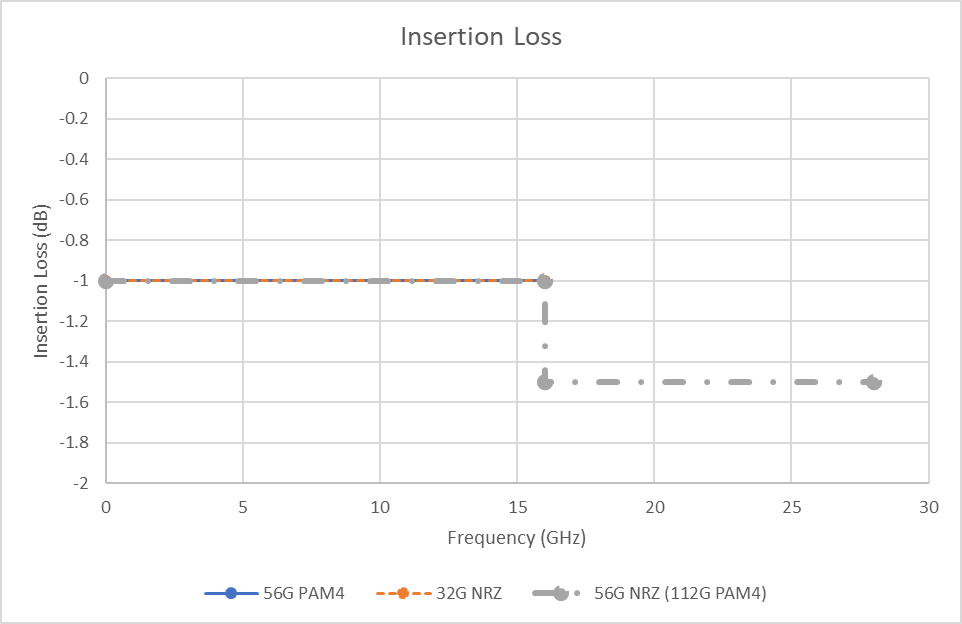 Insertion Loss
0
-0.2
-0.4
-0.6
-0.8
-1
-1.2
-1.4
-1.6
-1.8
-2
Insertion Loss (dB)
0 5 10 15 20 25 30
Frequency (GHz)
56G PAM4 32G NRZ 56G NRZ (112G PAM4)